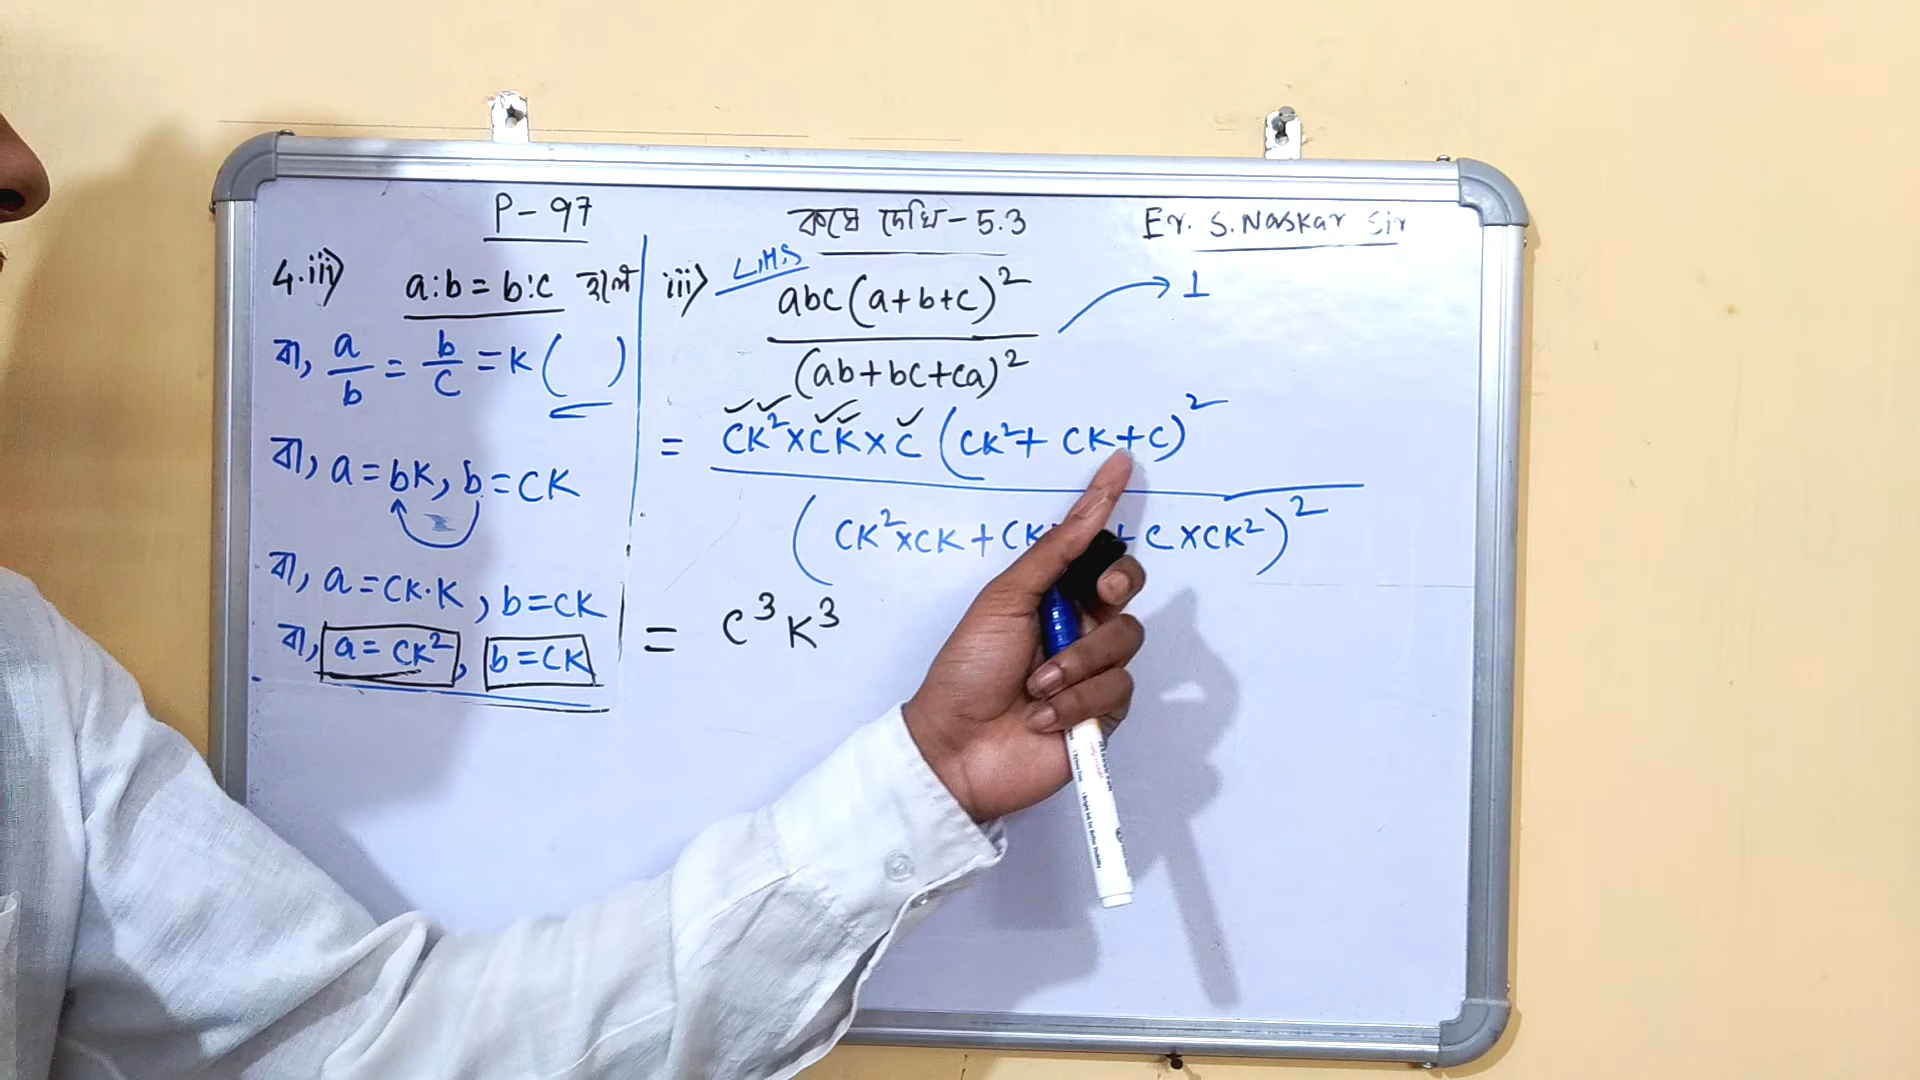 P-97
কষে দেখি-5.3
Er. S. Naskar Sir
4.iii) a:b = b:c হলে
বা, a/b = b/c = K ( )
বা, a = bK, b = CK
বা, a = CK·K, b = CK
বা, a = CK², b = CK
iii) L.H.S
abc(a+b+c)² / (ab+bc+ca)² → 1
= CK²×CK×C (CK²+ CK+C)²
(CK²×CK + CK + C×CK²)²
= C³K³